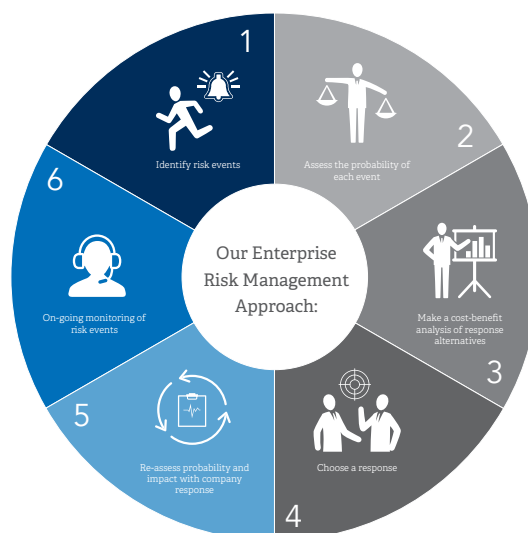 Our Enterprise
Risk Management
Approach:
1
Identify risk events
2
Assess the probability of
each event
3
Make a cost-benefit
analysis of response
alternatives
4
Choose a response
5
Re-assess probability and
impact with company
response
6
On-going monitoring of
risk events